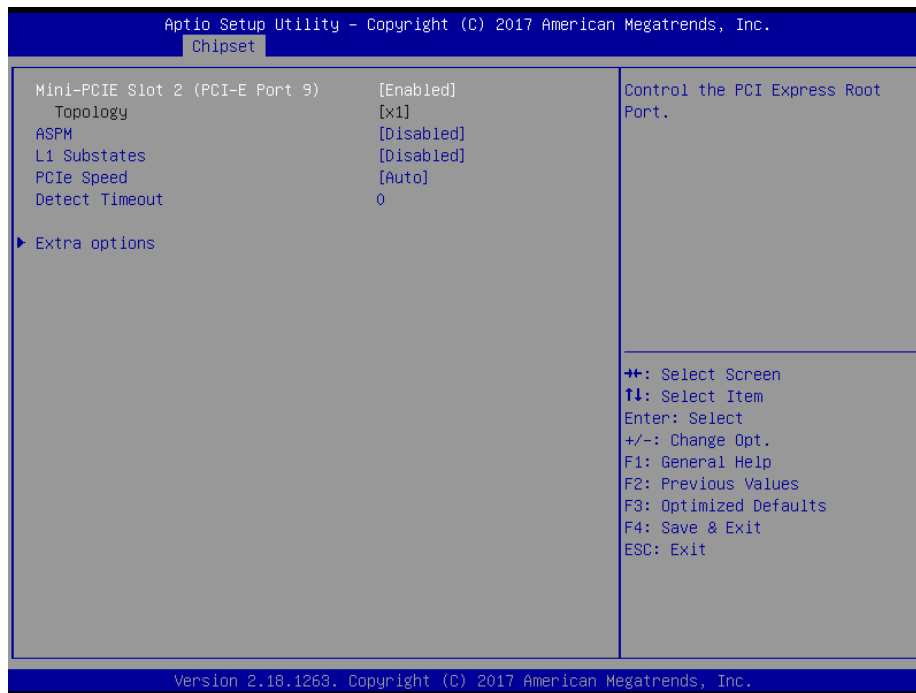 Aptio Setup Utility – Copyright (C) 2017 American Megatrends, Inc.
Chipset
Mini-PCIE Slot 2 (PCI-E Port 9) [Enabled]
Topology [x1]
ASPM [Disabled]
L1 Substates [Disabled]
PCIe Speed [Auto]
Detect Timeout 0
Extra options
Control the PCI Express Root
Port.
→←: Select Screen
↑↓: Select Item
Enter: Select
+/-: Change Opt.
F1: General Help
F2: Previous Values
F3: Optimized Defaults
F4: Save & Exit
ESC: Exit
Version 2.18.1263. Copyright (C) 2017 American Megatrends, Inc.